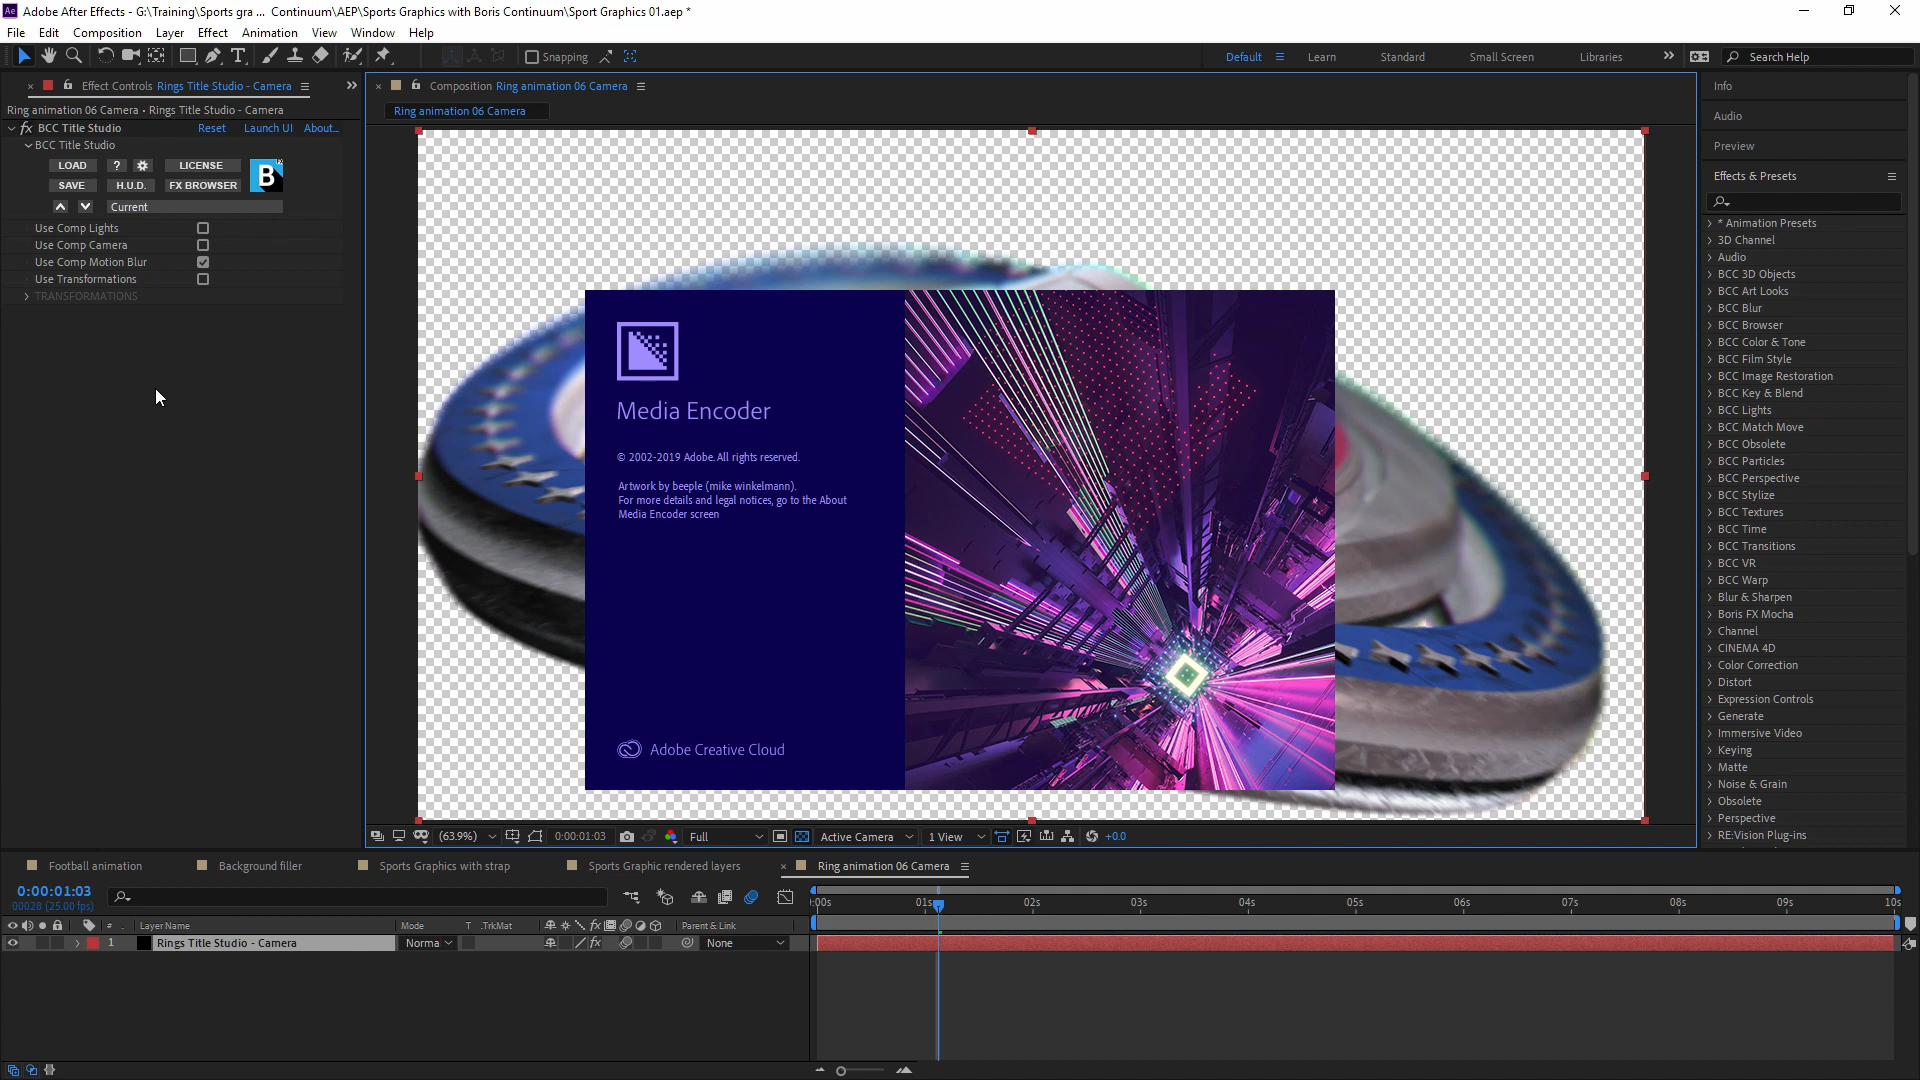 Ae Adobe After Effects - G:\Training\Sports gra ... Continuum\AEP\Sports Graphics with Boris Continuum\Sport Graphics 01.aep *
File Edit Composition Layer Effect Animation View Window Help
Snapping
Default Learn Standard Small Screen Libraries Search Help
Effect Controls Rings Title Studio - Camera
Ring animation 06 Camera • Rings Title Studio - Camera
fx BCC Title Studio Reset Launch UI About...
BCC Title Studio
LOAD ? LICENSE
B
SAVE H.U.D. FX BROWSER
Current
Use Comp Lights
Use Comp Camera
Use Comp Motion Blur
Use Transformations
TRANSFORMATIONS
Composition Ring animation 06 Camera
Ring animation 06 Camera
Media Encoder
© 2002-2019 Adobe. All rights reserved.
Artwork by beeple (mike winkelmann).
For more details and legal notices, go to the About
Media Encoder screen
Adobe Creative Cloud
(63.9%) 0:00:01:03 Full Active Camera 1 View +0.0
Info
Audio
Preview
Effects & Presets
* Animation Presets
3D Channel
Audio
BCC 3D Objects
BCC Art Looks
BCC Blur
BCC Browser
BCC Color & Tone
BCC Film Style
BCC Image Restoration
BCC Key & Blend
BCC Lights
BCC Match Move
BCC Obsolete
BCC Particles
BCC Perspective
BCC Stylize
BCC Textures
BCC Time
BCC Transitions
BCC VR
BCC Warp
Blur & Sharpen
Boris FX Mocha
Channel
CINEMA 4D
Color Correction
Distort
Expression Controls
Generate
Immersive Video
Keying
Matte
Noise & Grain
Obsolete
Perspective
RE:Vision Plug-ins
Football animation Background filler Sports Graphics with strap Sports Graphic rendered layers Ring animation 06 Camera
0:00:01:03
00028 (25.00 fps)
:00s 01s 02s 03s 04s 05s 06s 07s 08s 09s 10s
# Layer Name Mode T .TrkMat fx Parent & Link
1 Rings Title Studio - Camera Norma fx None